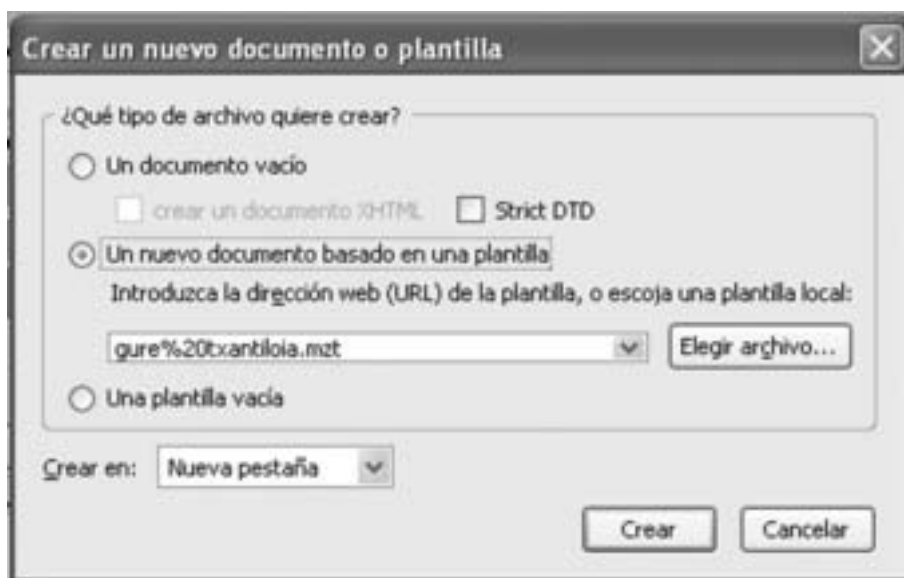 Crear un nuevo documento o plantilla
¿Qué tipo de archivo quiere crear?
Un documento vacío
crear un documento XHTML Strict DTD
Un nuevo documento basado en una plantilla
Introduzca la dirección web (URL) de la plantilla, o escoja una plantilla local:
gure%20txantiloia.mzt Elegir archivo...
Una plantilla vacía
Crear en: Nueva pestaña
Crear Cancelar